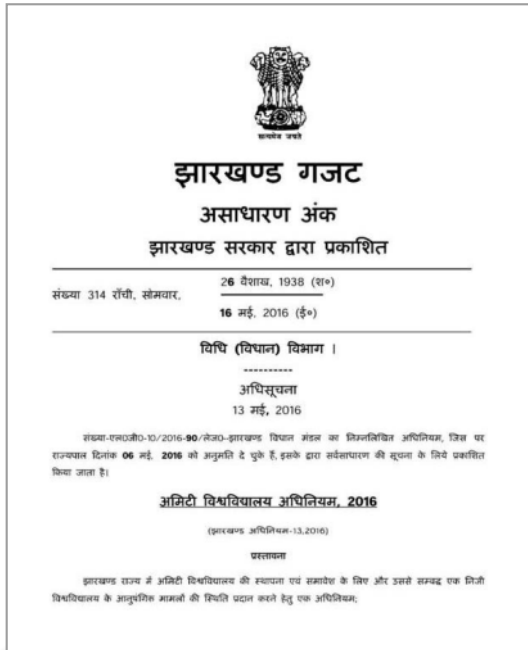 सत्यमेव जयते
झारखण्ड गजट
असाधारण अंक
झारखण्ड सरकार द्वारा प्रकाशित
26 वैशाख, 1938 (श०)
संख्या 314 राँची, सोमवार,
16 मई, 2016 (ई०)
विधि (विधान) विभाग ।
----------
अधिसूचना
13 मई, 2016
संख्या-एल0जी0-10/2016-90/लेज0--झारखण्ड विधान मंडल का निम्नलिखित अधिनियम, जिस पर
राज्यपाल दिनांक 06 मई, 2016 को अनुमति दे चुके हैं, इसके द्वारा सर्वसाधारण की सूचना के लिये प्रकाशित
किया जाता है।
अमिटी विश्वविद्यालय अधिनियम, 2016
(झारखण्ड अधिनियम-13,2016)
प्रस्तावना
झारखण्ड राज्य में अमिटी विश्वविद्यालय की स्थापना एवं समावेश के लिए और उससे सम्बद्ध एक निजी
विश्वविद्यालय के आनुषंगिक मामलों की स्थिति प्रदान करने हेतु एक अधिनियम;